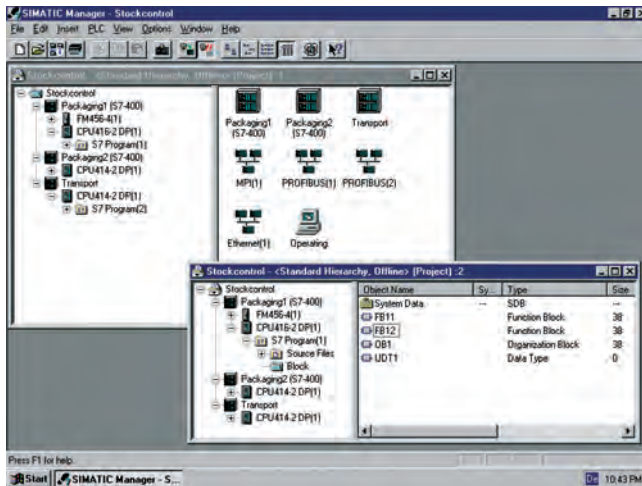 SIMATIC Manager - Stockcontrol
File Edit Insert PLC View Options Window Help
Stockcontrol - <Standard Hierarchy, Offline> (Project) :1
Stockcontrol
Packaging1 (S7-400)
FM456-4(1)
CPU416-2 DP(1)
S7 Program(1)
Packaging2 (S7-400)
CPU414-2 DP(1)
Transport
CPU414-2 DP(1)
S7 Program(2)
Packaging1 (S7-400)
Packaging2 (S7-400)
Transport
MPI(1)
PROFIBUS(1)
PROFIBUS(2)
Ethernet(1)
Operating
Stockcontrol - <Standard Hierarchy, Offline> (Project) :2
Stockcontrol
Packaging1 (S7-400)
FM456-4(1)
CPU416-2 DP(1)
S7 Program(1)
Source Files
Block
Packaging2 (S7-400)
CPU414-2 DP(1)
Transport
CPU414-2 DP(1)
Object Name Sy... Type Size
System Data --- SDB ---
FB11 Function Block 38
FB12 Function Block 38
OB1 Organization Block 38
UDT1 Data Type 0
Press F1 for help.
Start SIMATIC Manager - S... De 10:43 PM